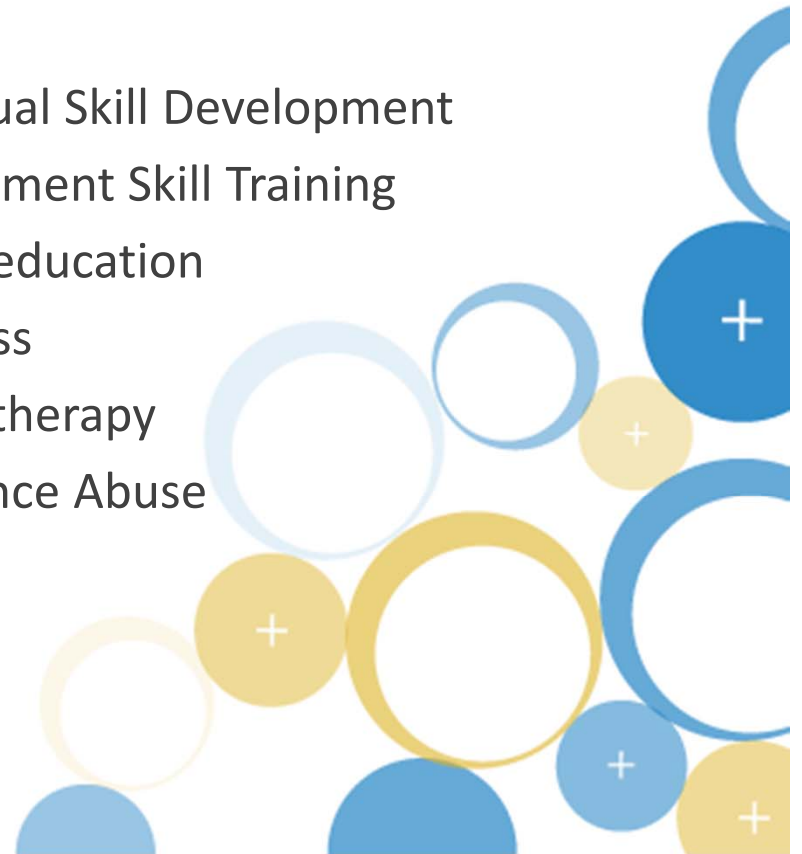 ual Skill Development
ment Skill Training
education
ss
therapy
nce Abuse